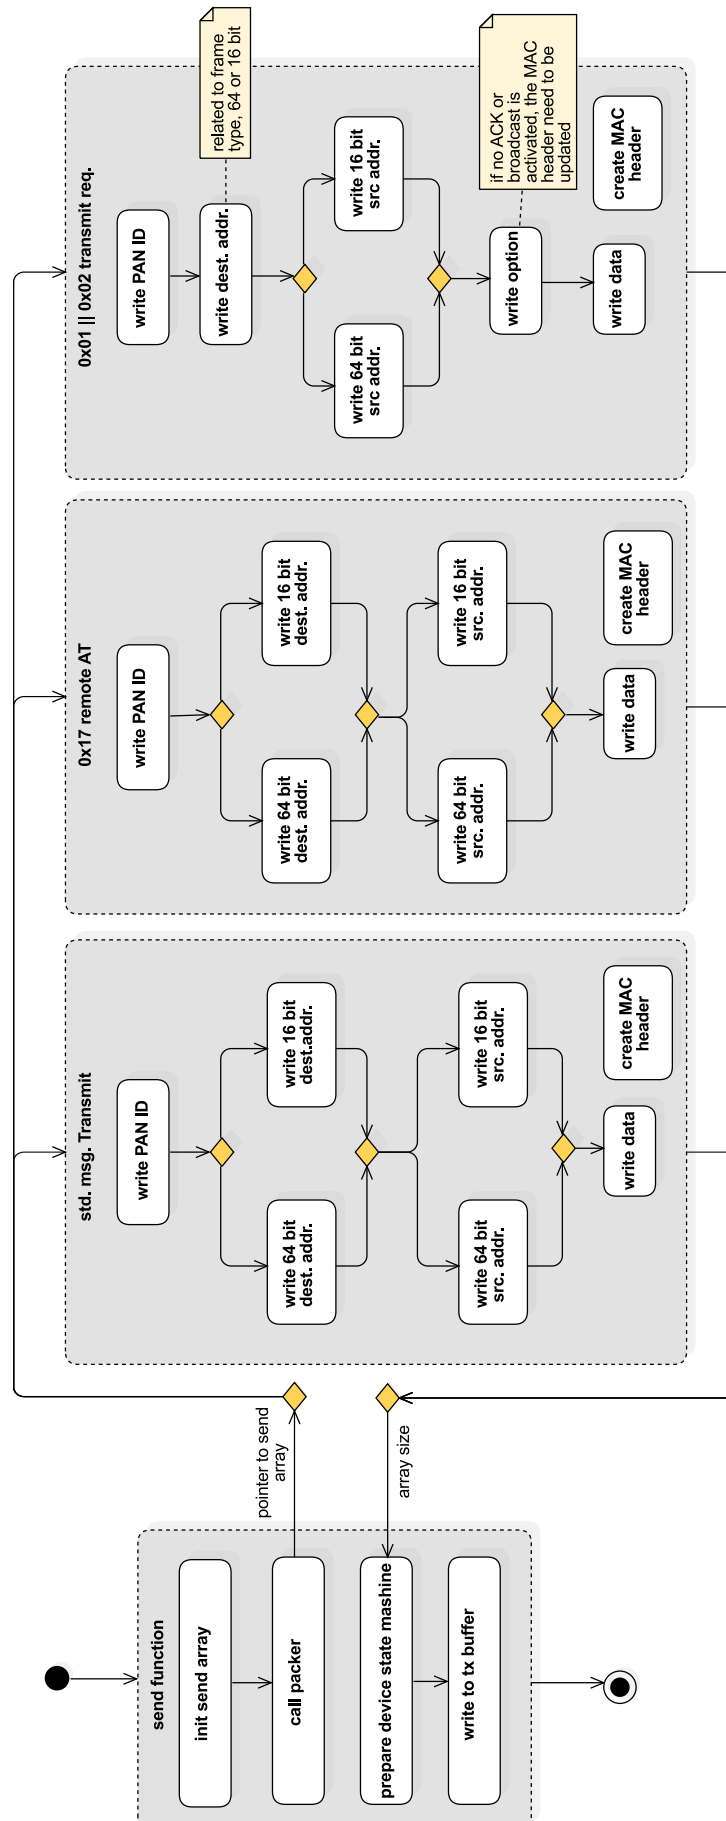 send function
init send array
call packer
prepare device state mashine
write to tx buffer
pointer to send
array
array size
std. msg. Transmit
write PAN ID
write 64 bit
dest. addr.
write 16 bit
dest.addr.
write 64 bit
src. addr.
write 16 bit
src. addr.
write data
create MAC
header
0x17 remote AT
write PAN ID
write 64 bit
dest. addr.
write 16 bit
dest. addr.
write 64 bit
src. addr.
write 16 bit
src. addr.
write data
create MAC
header
0x01 || 0x02 transmit req.
write PAN ID
write dest. addr.
related to frame
type, 64 or 16 bit
write 64 bit
src addr.
write 16 bit
src addr.
write option
if no ACK or
broadcast is
activated, the MAC
header need to be
updated
write data
create MAC
header